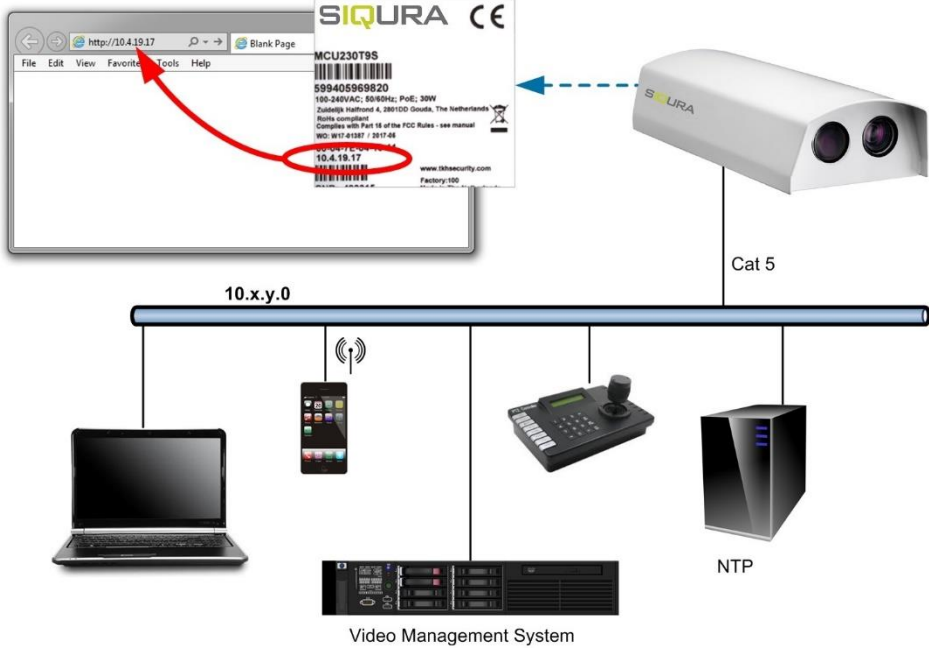 http://10.4.19.17
Blank Page
File Edit View Favorites Tools Help
SIQURA CE
MCU230T9S
599405969820
100-240VAC; 50/60Hz; PoE; 30W
Zuidelijk Halfrond 4, 2801DD Gouda, The Netherlands
RoHs compliant
Complies with Part 15 of the FCC Rules - see manual
WO: W17-01387 / 2017-06
10.4.19.17
www.tkhsecurity.com
Factory:100
SIQURA
Cat 5
10.x.y.0
NTP
Video Management System